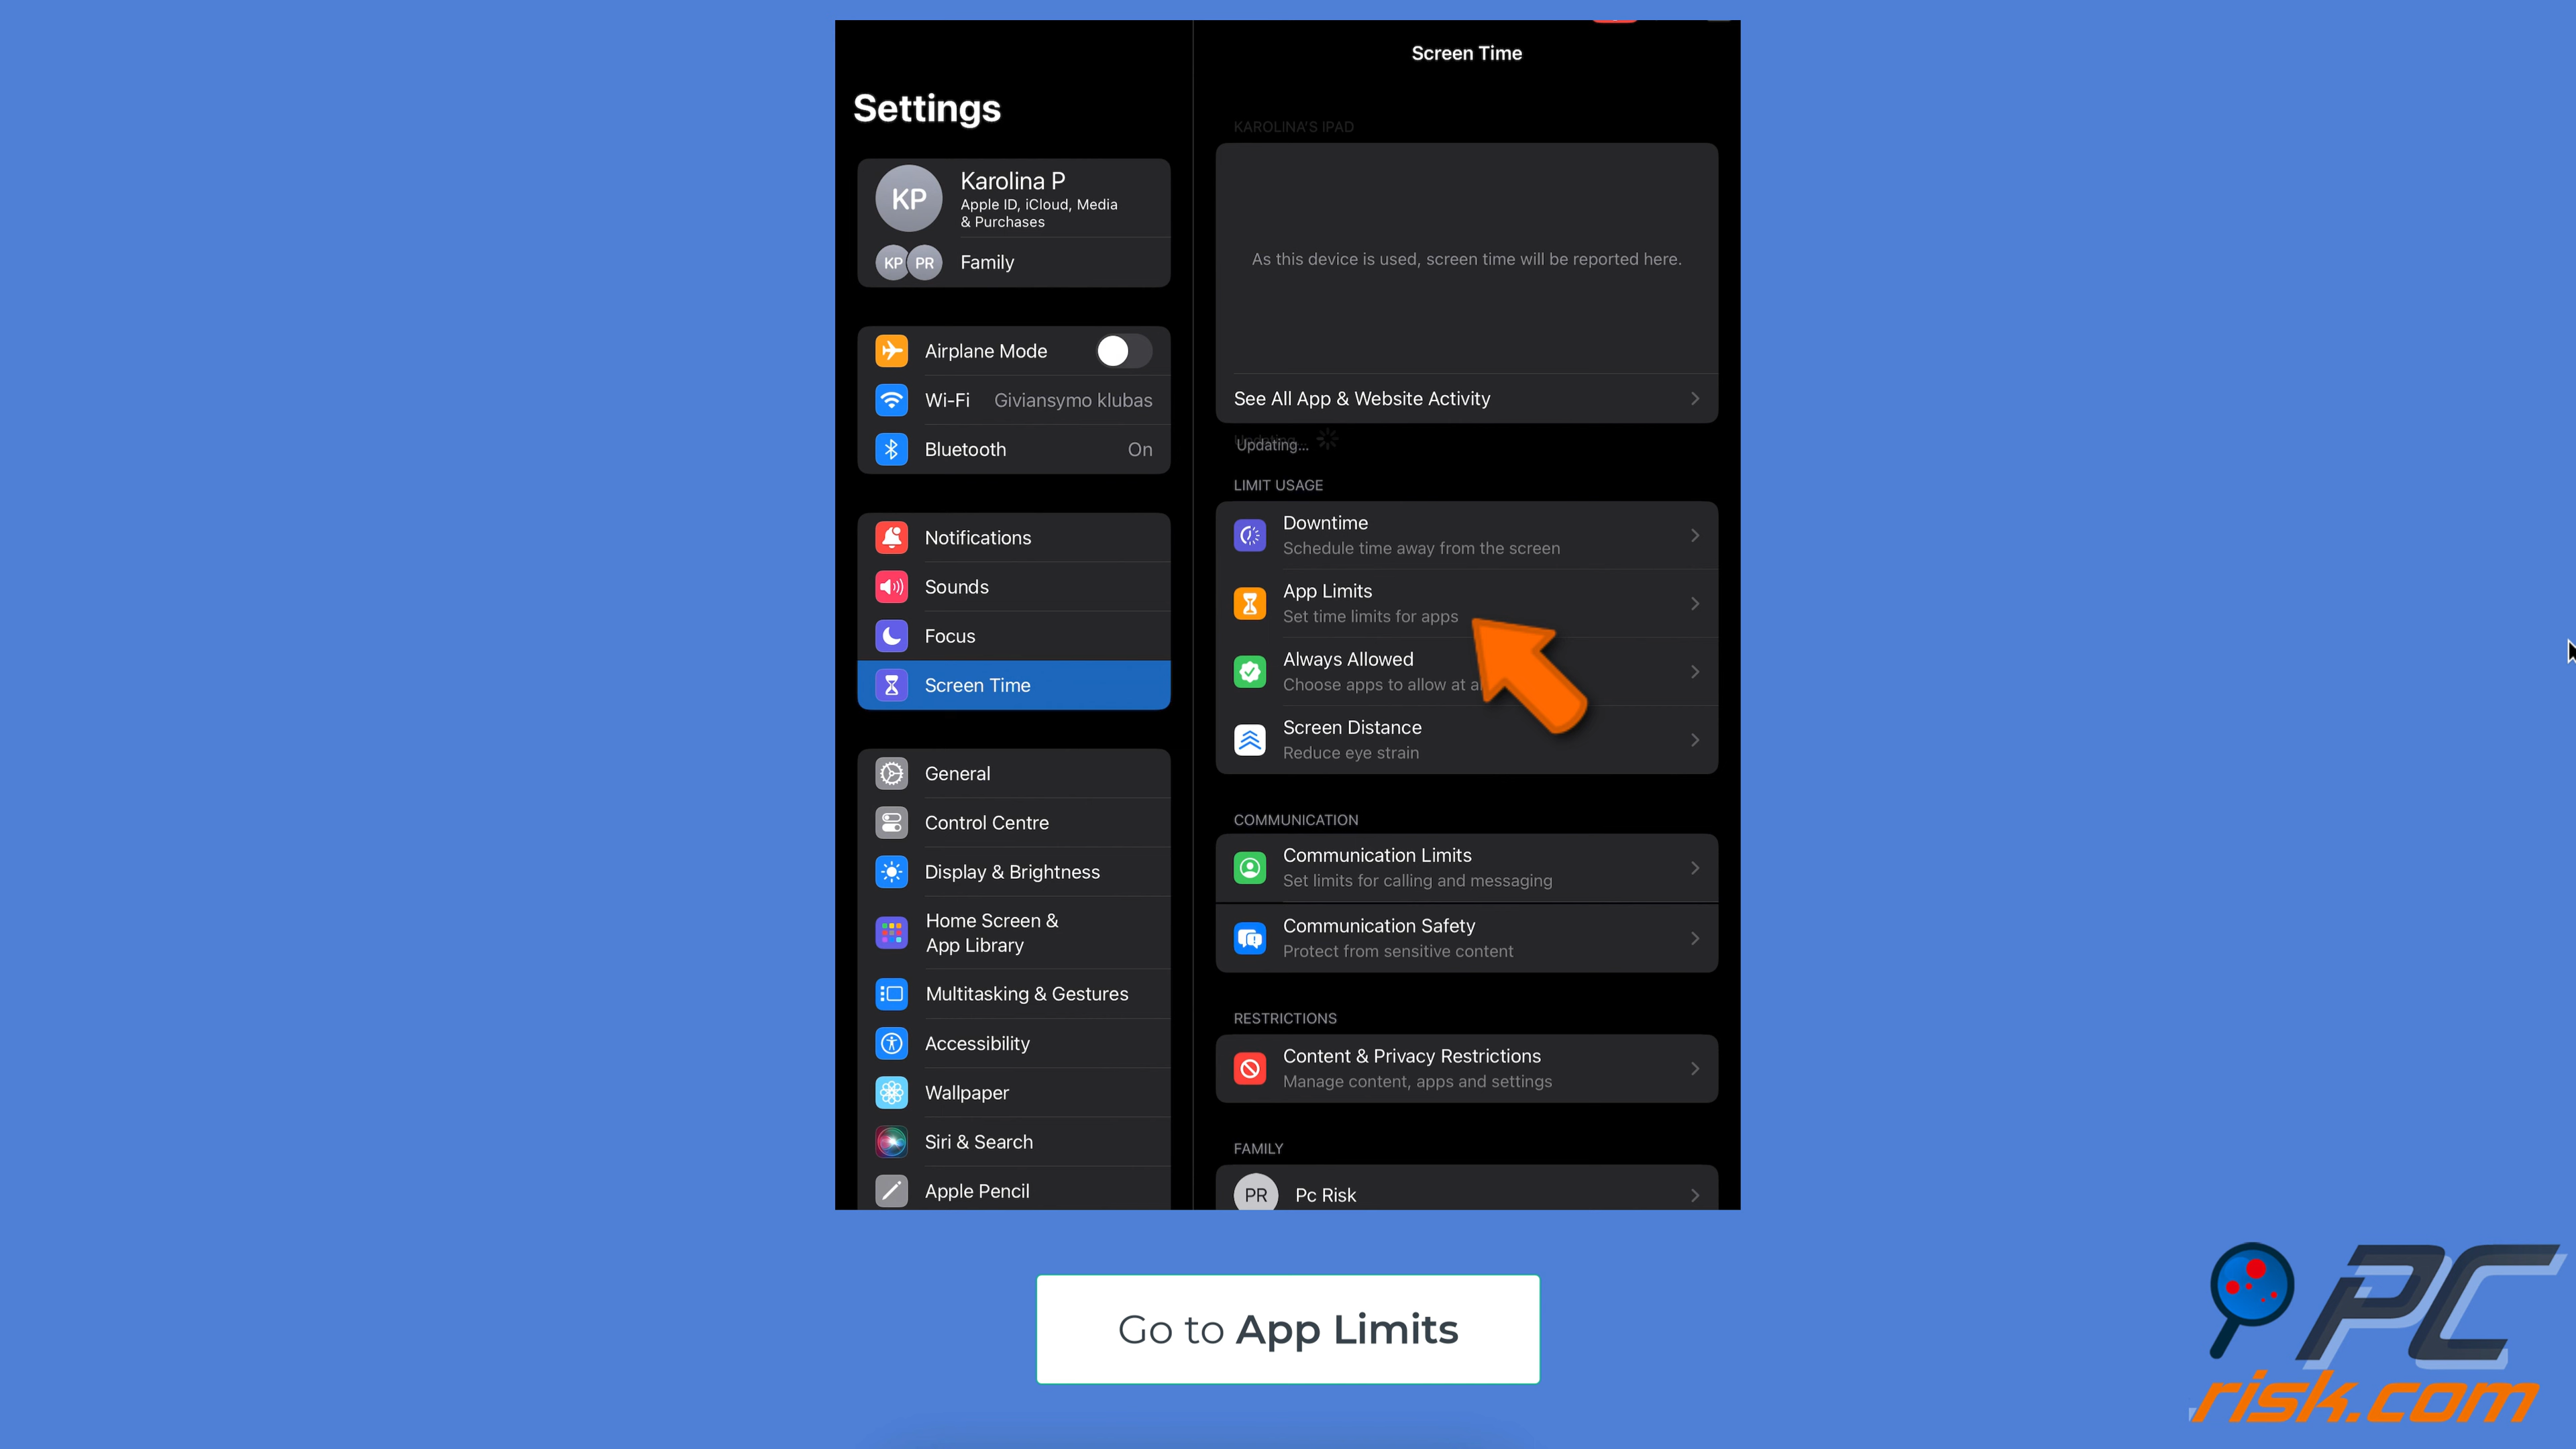 Settings
KP
Karolina P
Apple ID, iCloud, Media
& Purchases
KP PR Family
Airplane Mode
Wi-Fi Giviansymo klubas
Bluetooth On
Notifications
Sounds
Focus
Screen Time
General
Control Centre
Display & Brightness
Home Screen &
App Library
Multitasking & Gestures
Accessibility
Wallpaper
Siri & Search
Apple Pencil
Screen Time
KAROLINA'S IPAD
As this device is used, screen time will be reported here.
See All App & Website Activity
Updating...
LIMIT USAGE
Downtime
Schedule time away from the screen
App Limits
Set time limits for apps
Always Allowed
Choose apps to allow at
Screen Distance
Reduce eye strain
COMMUNICATION
Communication Limits
Set limits for calling and messaging
Communication Safety
Protect from sensitive content
RESTRICTIONS
Content & Privacy Restrictions
Manage content, apps and settings
FAMILY
PR Pc Risk
Go to App Limits
PC
risk.com